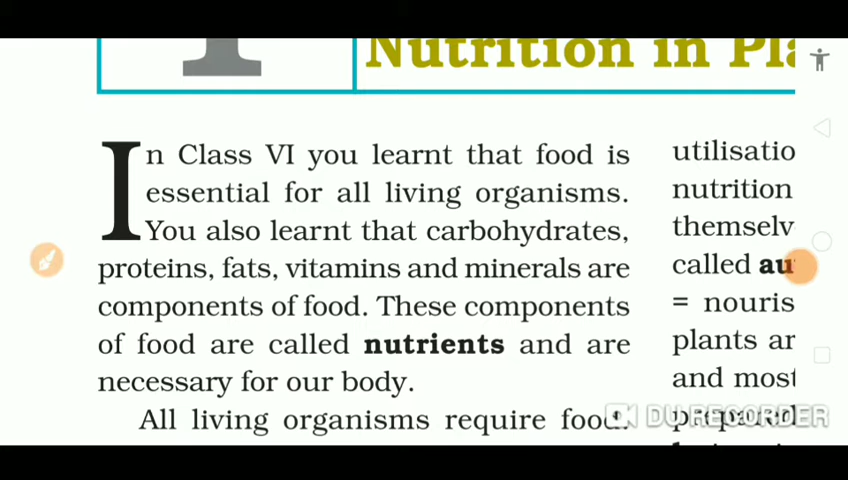 Nutrition in Pla
In Class VI you learnt that food is
essential for all living organisms.
You also learnt that carbohydrates,
proteins, fats, vitamins and minerals are
components of food. These components
of food are called nutrients and are
necessary for our body.
All living organisms require food.
utilisatio
nutrition
themselv
called au
= nouris
plants ar
and most
prepared
DU RECORDER